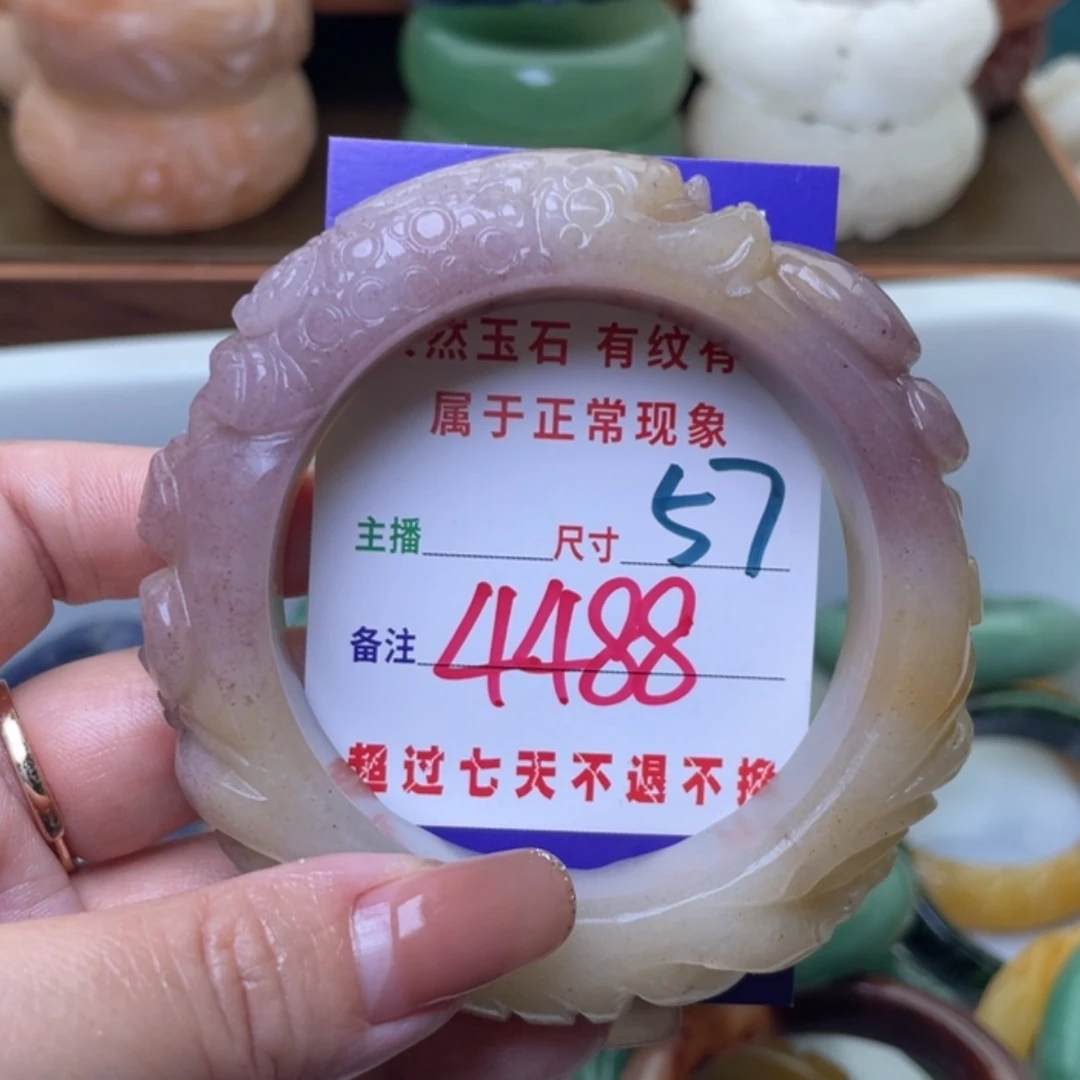 然玉石 有纹有
属于正常现象
主播 尺寸 57
备注 4488
超过七天不退不换